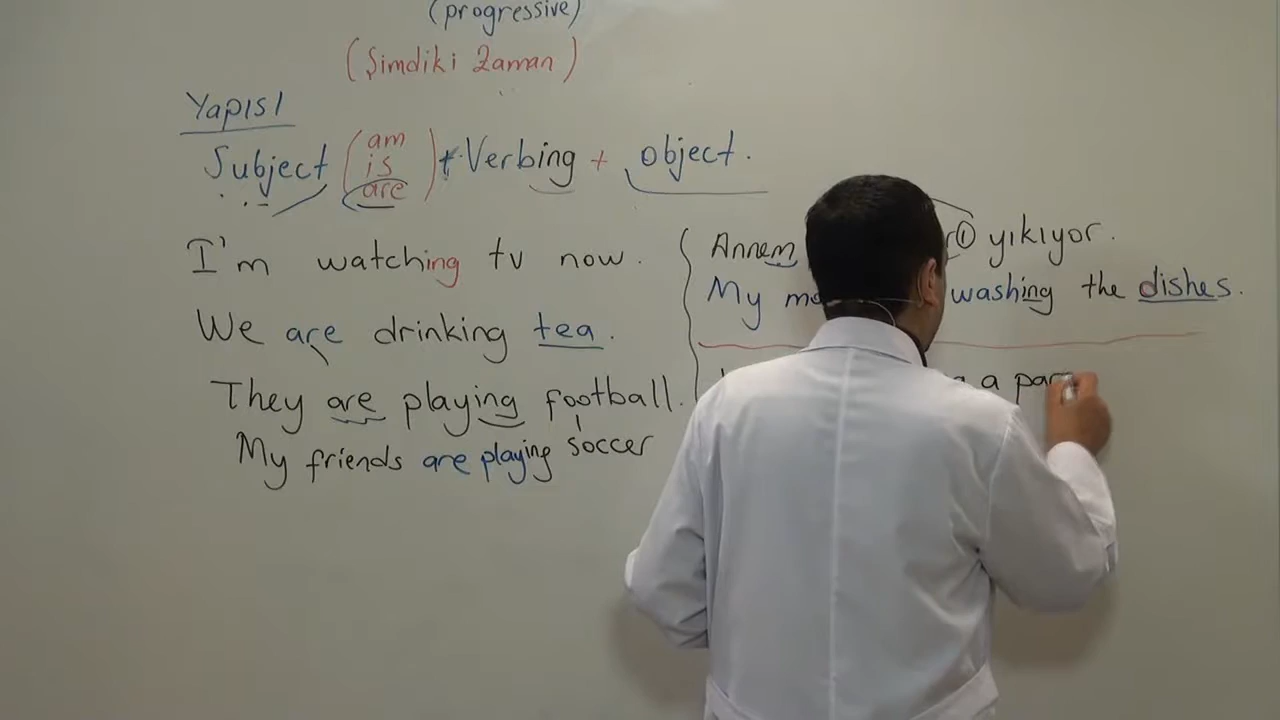 (progressive)
(Şimdiki Zaman)
Yapısı
Subject (am is are) + Verbing + object.
I'm watching tv now.
We are drinking tea.
They are playing football.
My friends are playing soccer
Annem yıkıyor.
My washing the dishes.
a